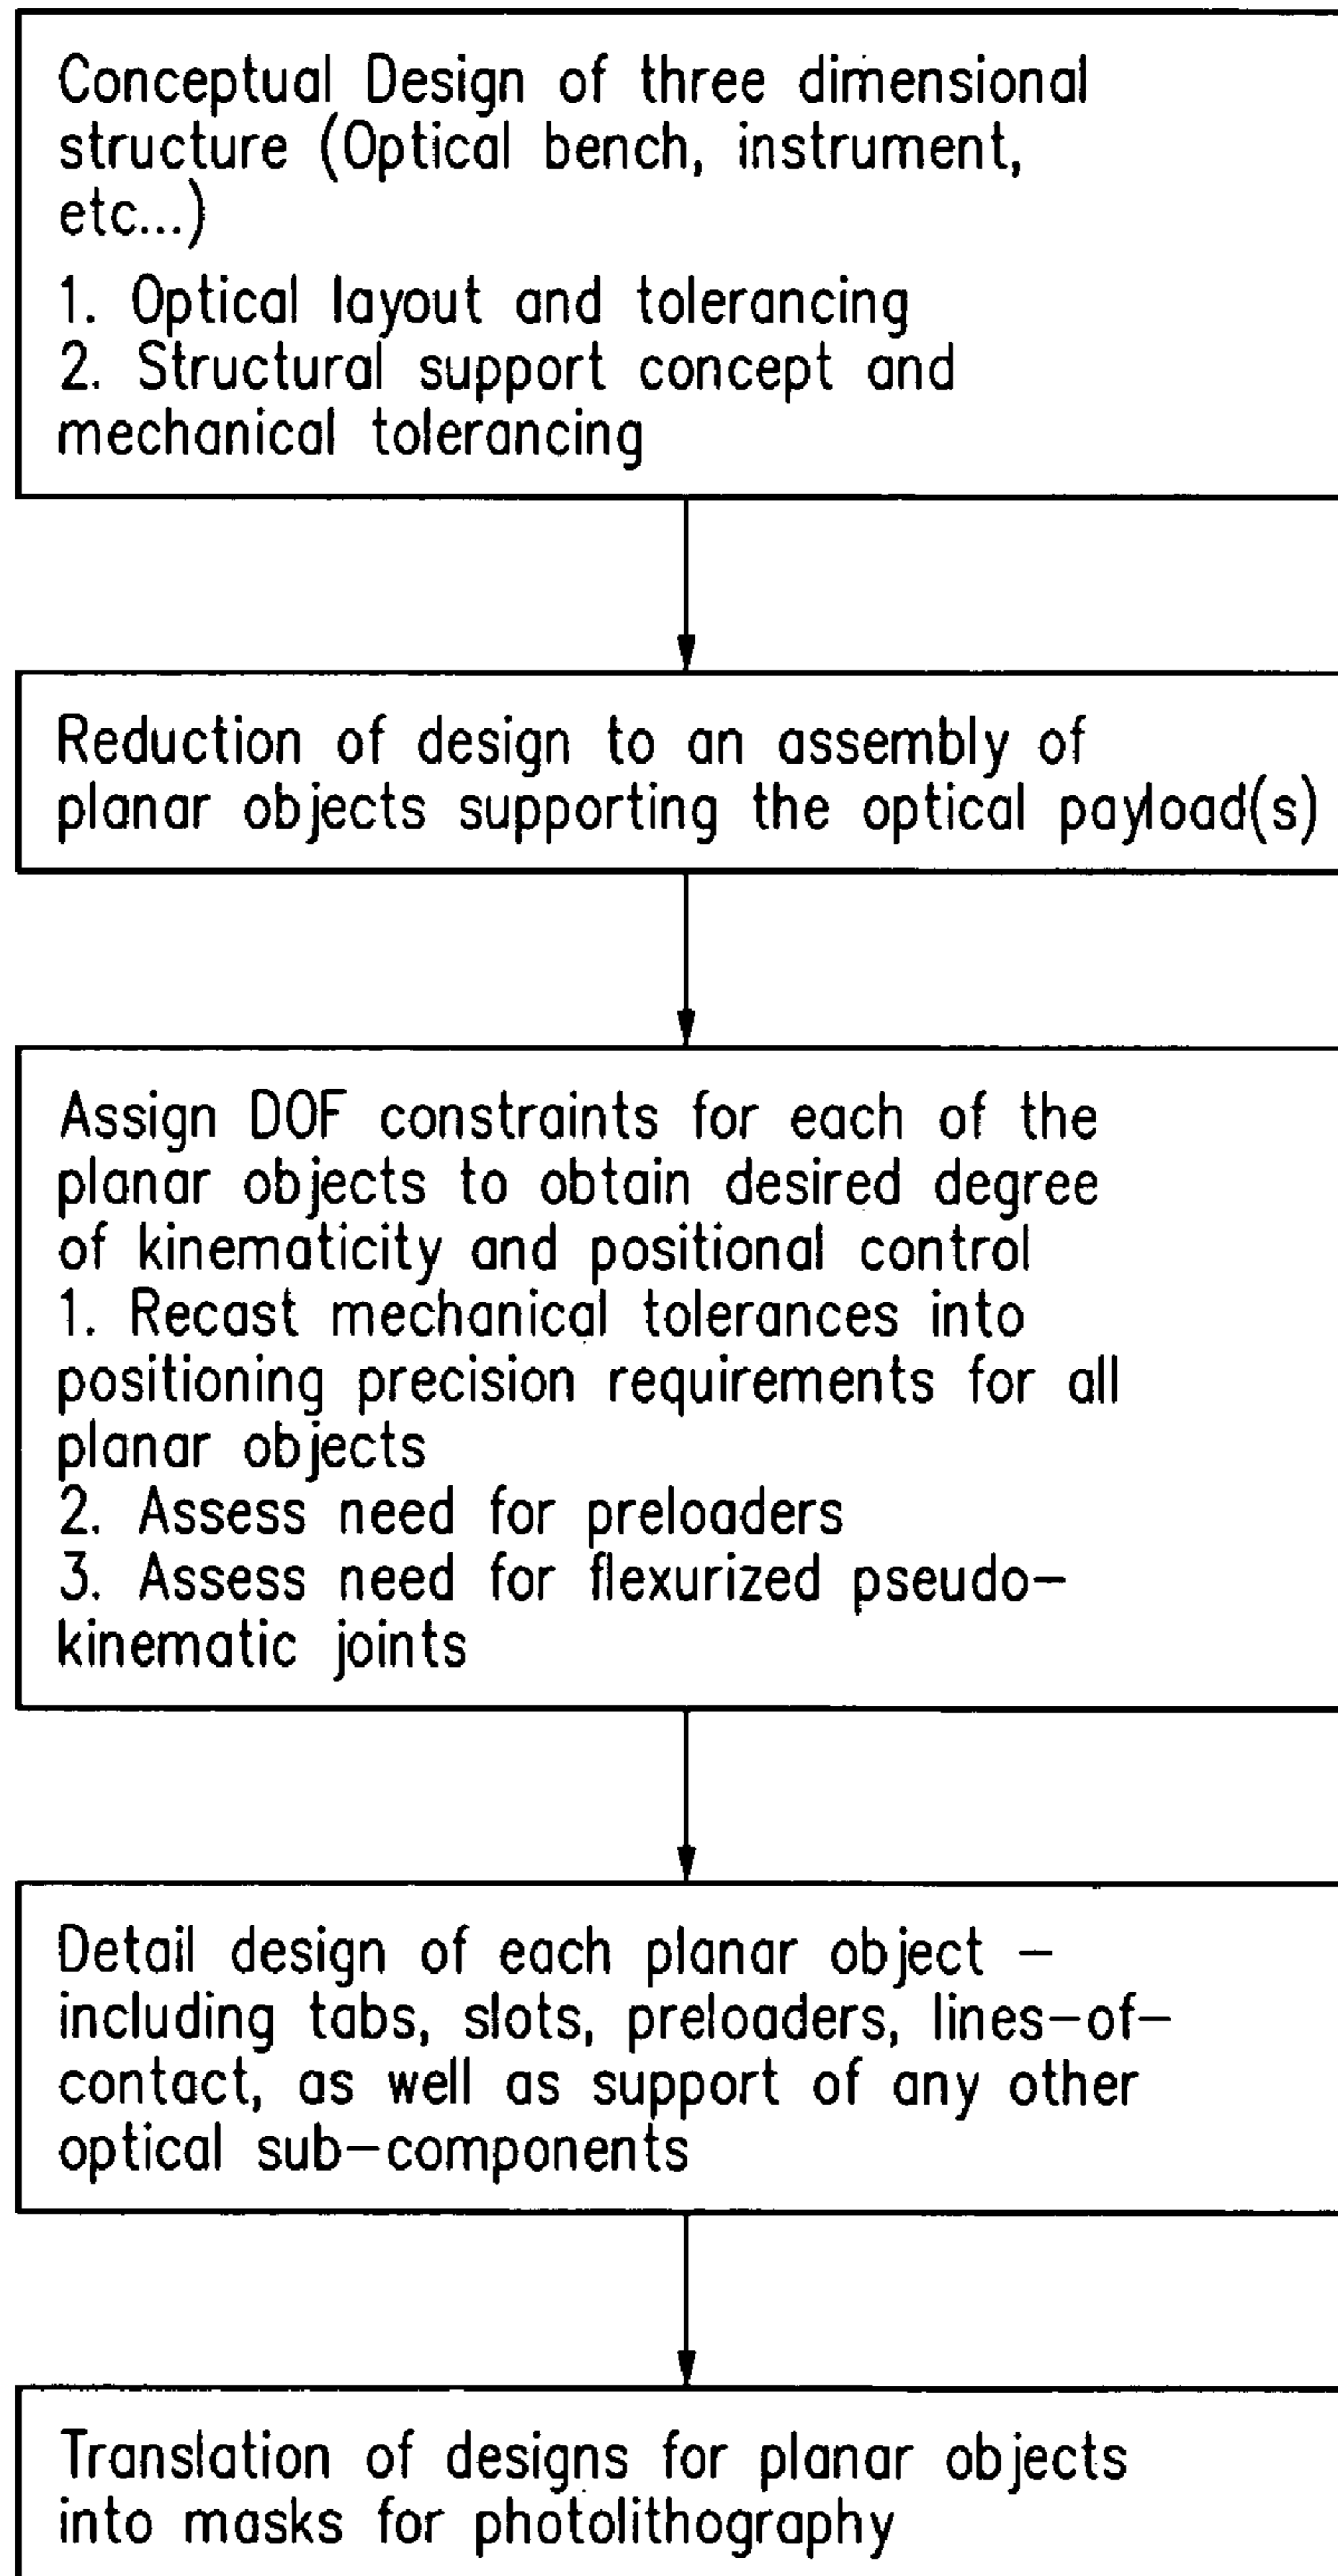 Conceptual Design of three dimensional
structure (Optical bench, instrument,
etc...)
1. Optical layout and tolerancing
2. Structural support concept and
mechanical tolerancing
Reduction of design to an assembly of
planar objects supporting the optical payload(s)
Assign DOF constraints for each of the
planar objects to obtain desired degree
of kinematicity and positional control
1. Recast mechanical tolerances into
positioning precision requirements for all
planar objects
2. Assess need for preloaders
3. Assess need for flexurized pseudo-
kinematic joints
Detail design of each planar object -
including tabs, slots, preloaders, lines-of-
contact, as well as support of any other
optical sub-components
Translation of designs for planar objects
into masks for photolithography